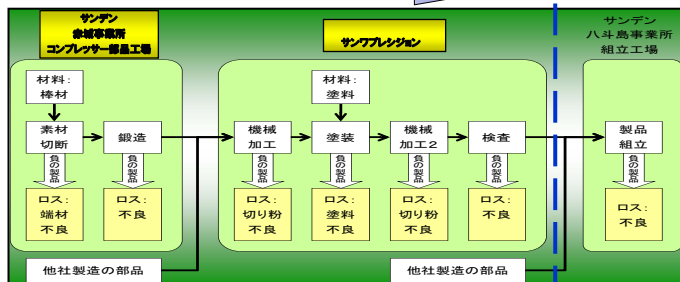 サンデン
赤城事業所
コンプレッサー部品工場
サンワプレシジョン
サンデン
八斗島事業所
組立工場
材料：
棒材
材料：
塗料
素材
切断
鍛造
機械
加工
塗装
機械
加工2
検査
製品
組立
負の製品
負の製品
負の製品
負の製品
負の製品
負の製品
負の製品
ロス：
端材
不良
ロス：
不良
ロス：
切り粉
不良
ロス：
塗料
不良
ロス：
切り粉
不良
ロス：
不良
ロス：
不良
他社製造の部品
他社製造の部品